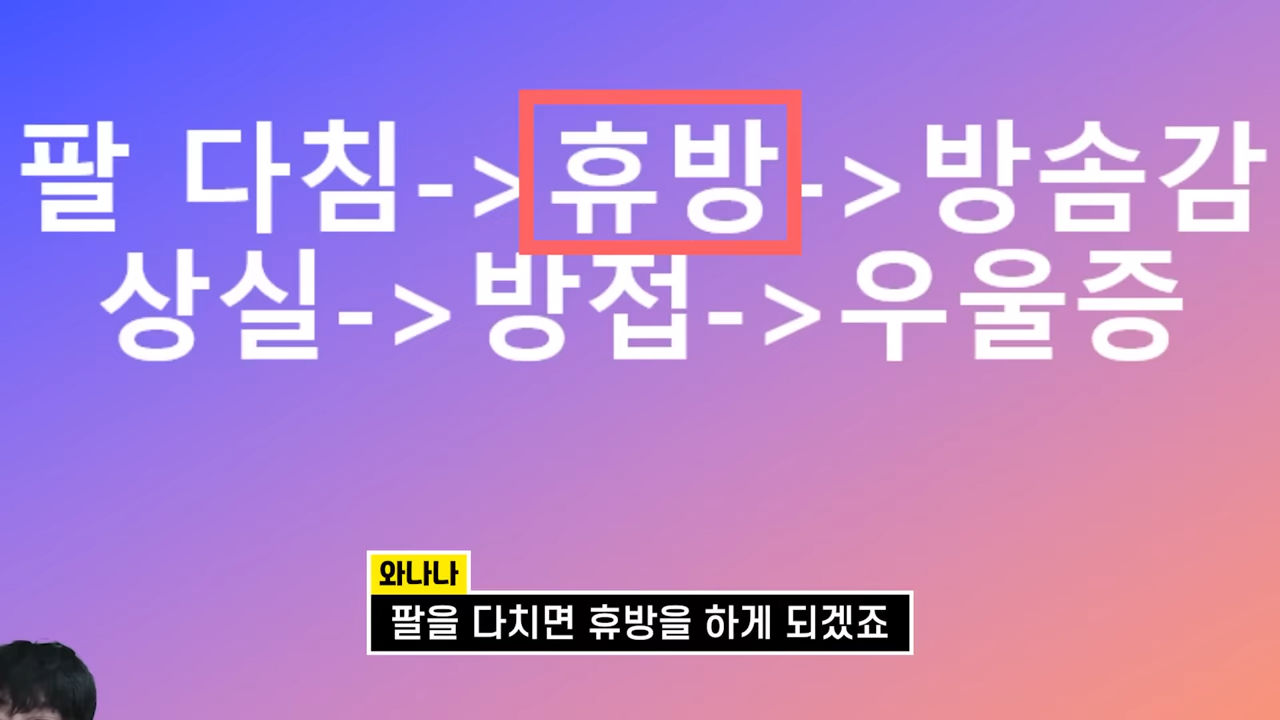 팔 다침->휴방->방송감
상실->방접->우울증
와나나
팔을 다치면 휴방을 하게 되겠죠